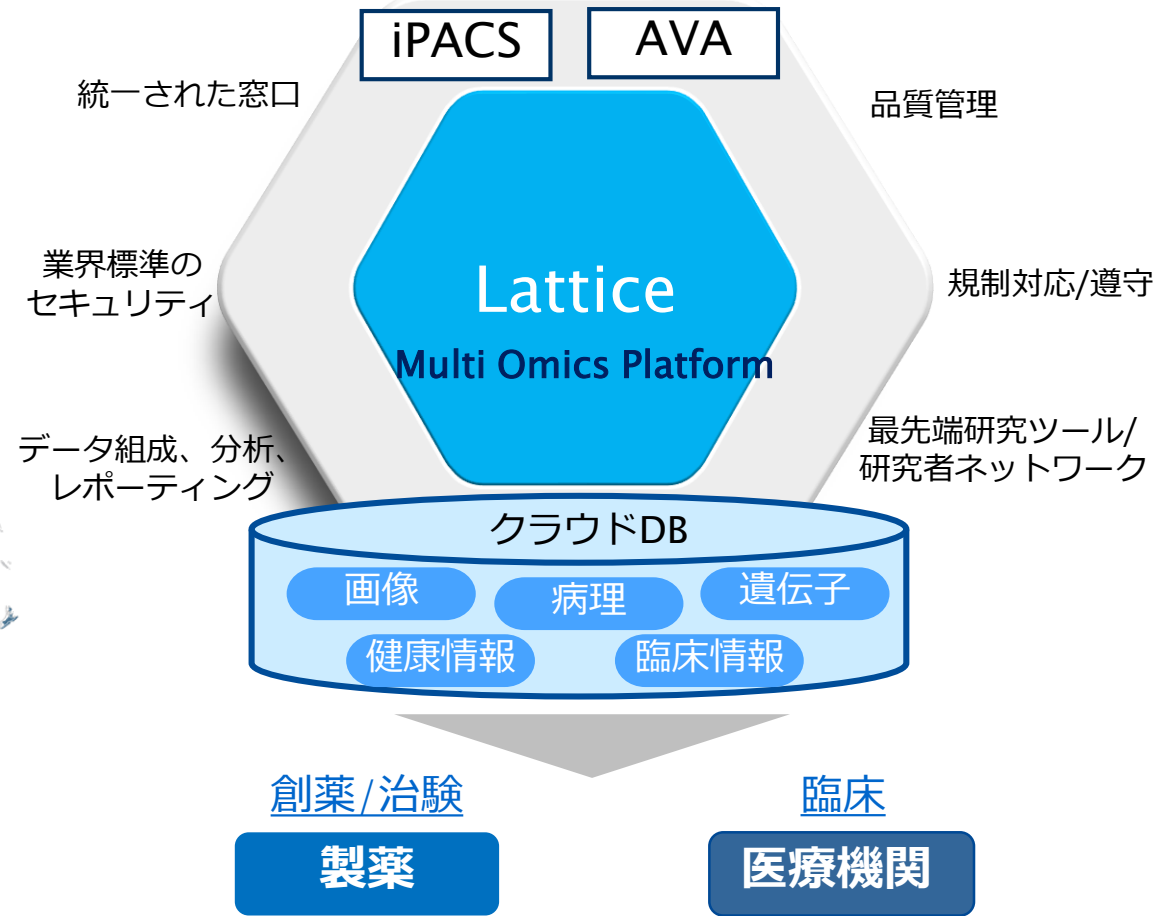 iPACS
AVA
統一された窓口
品質管理
業界標準の
セキュリティ
Lattice
規制対応/遵守
Multi Omics Platform
データ組成、分析、
レポーティング
最先端研究ツール/
研究者ネットワーク
クラウドDB
画像
病理
遺伝子
健康情報
臨床情報
創薬/治験
臨床
製薬
医療機関